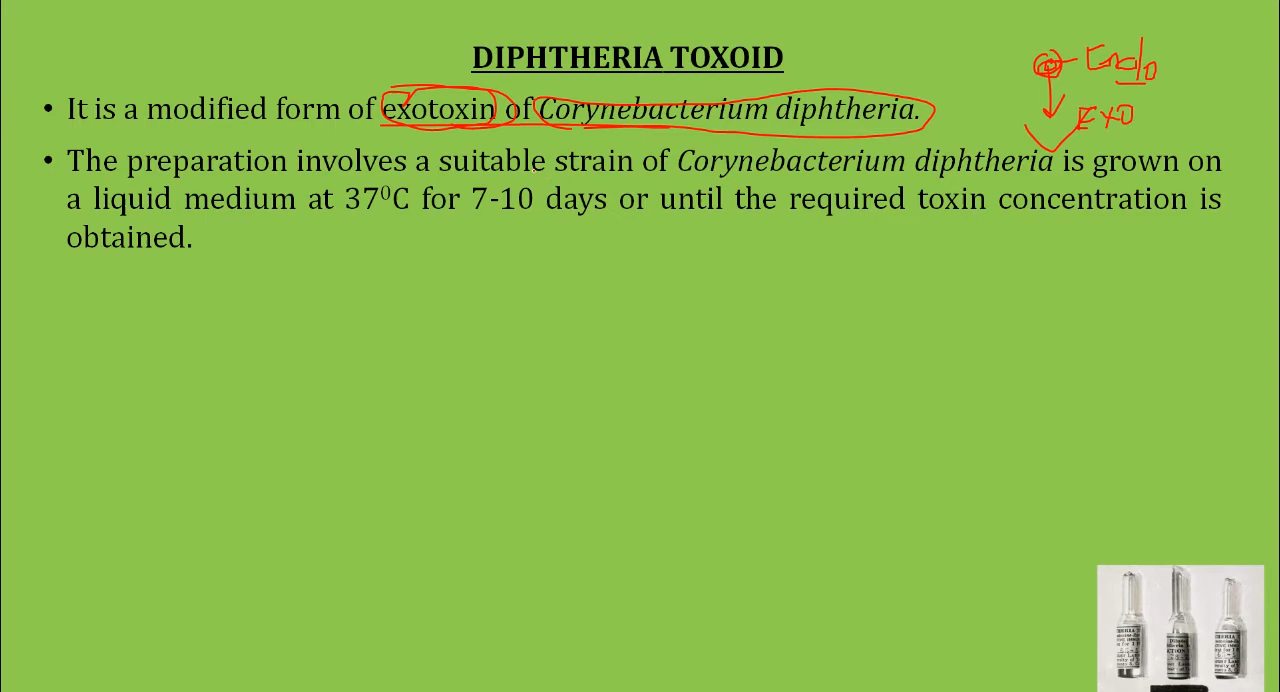 DIPHTHERIA TOXOID
• It is a modified form of exotoxin of Corynebacterium diphtheria.
Endo
EXO
• The preparation involves a suitable strain of Corynebacterium diphtheria is grown on
a liquid medium at 37⁰C for 7-10 days or until the required toxin concentration is
obtained.